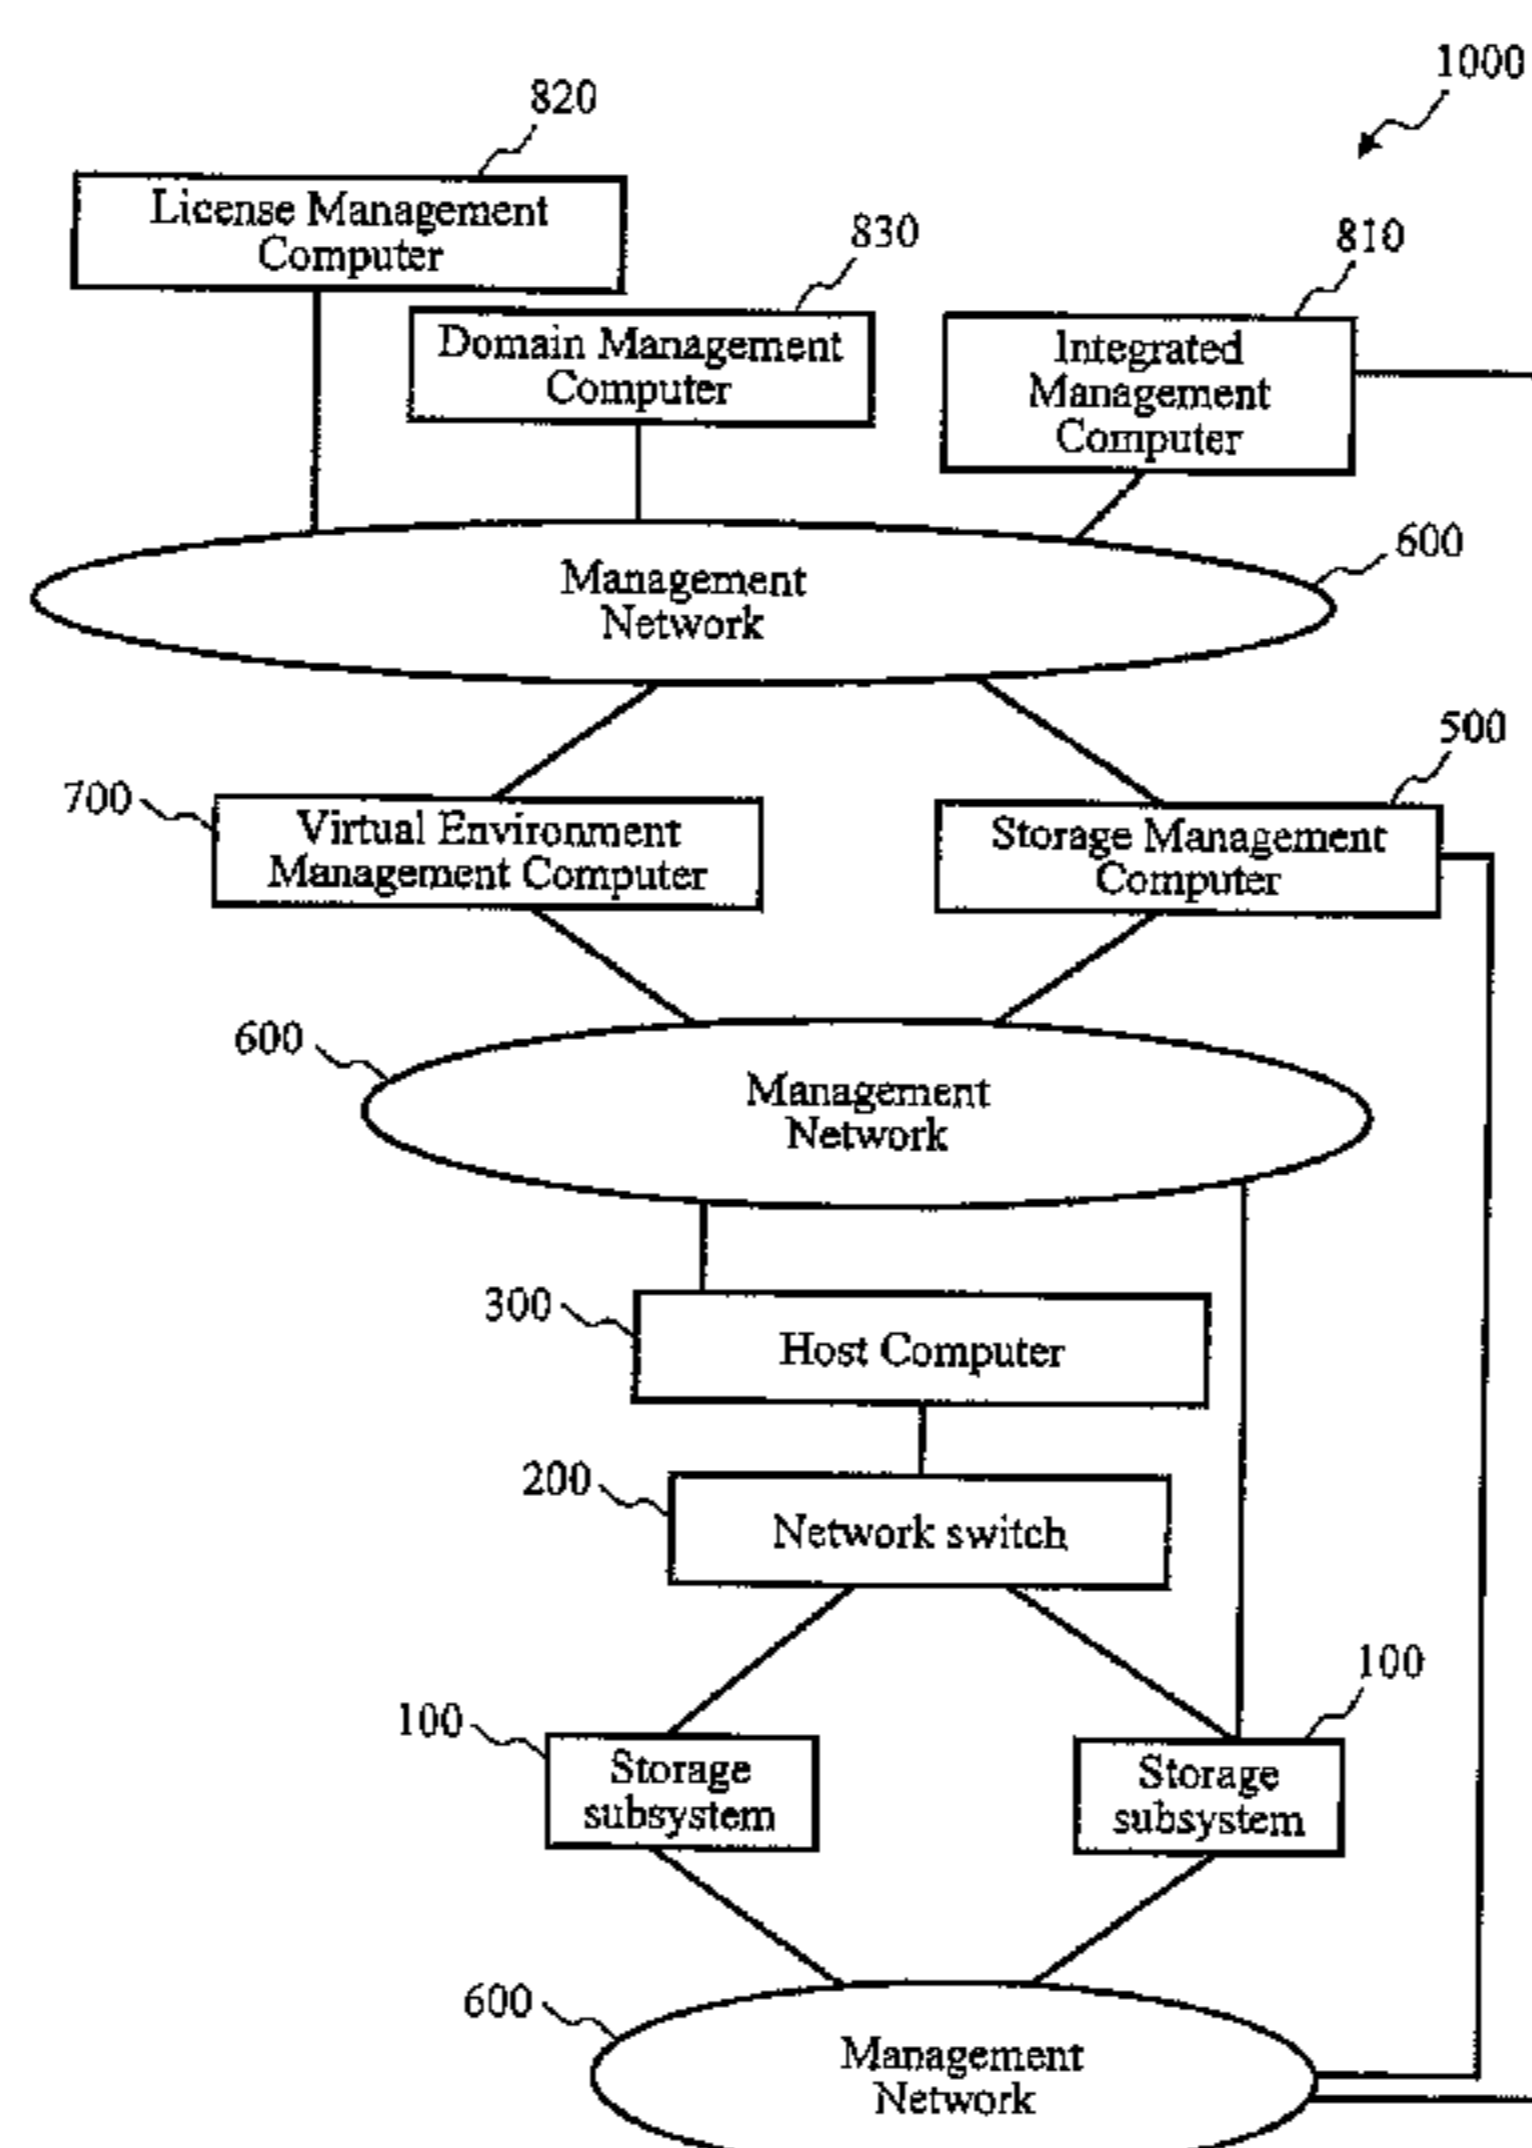 1000
820
License Management
Computer
830
Domain Management
Computer
810
Integrated
Management
Computer
600
Management
Network
700
Virtual Environment
Management Computer
500
Storage Management
Computer
600
Management
Network
300
Host Computer
200
Network switch
100
Storage
subsystem
100
Storage
subsystem
600
Management
Network